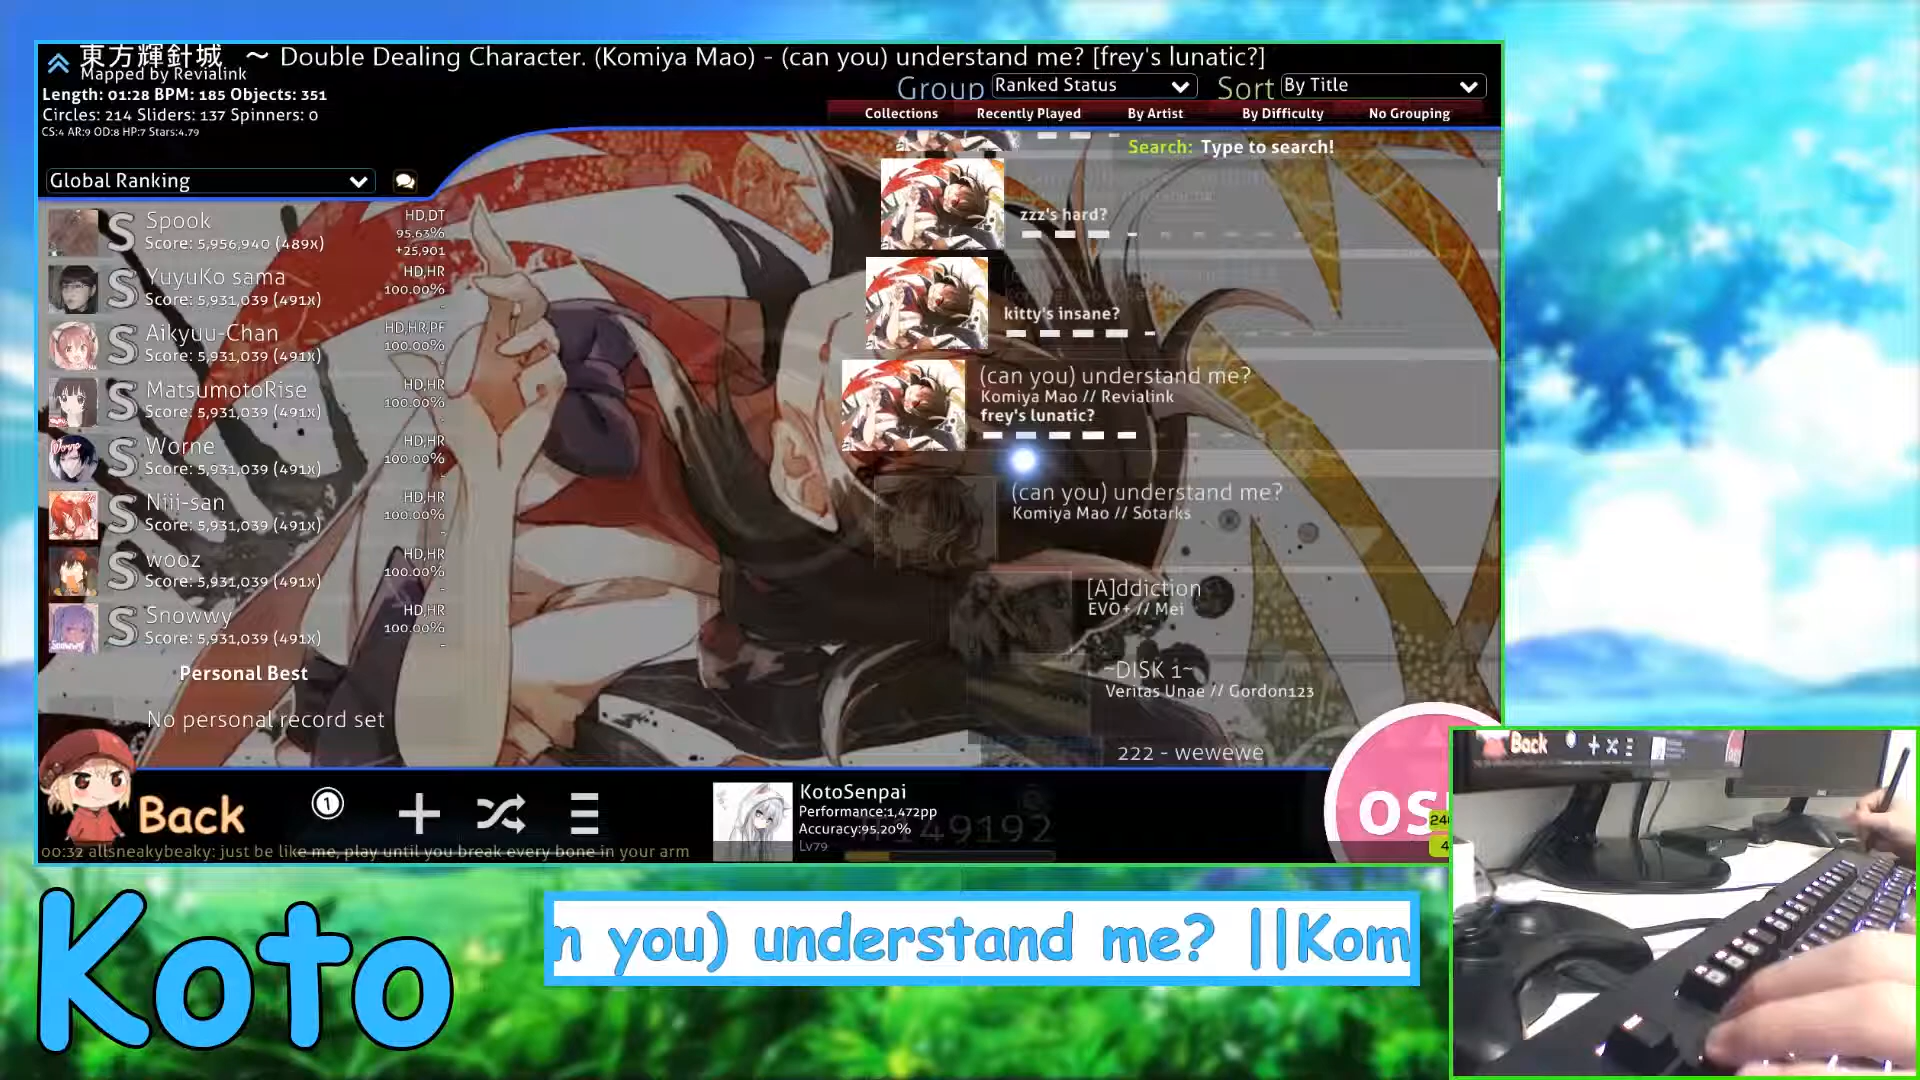 東方輝針城 ～ Double Dealing Character. (Komiya Mao) - (can you) understand me? [frey's lunatic?]
Mapped by Revialink
Length: 01:28 BPM: 185 Objects: 351
Circles: 214 Sliders: 137 Spinners: 0
CS:4 AR:9 OD:8 HP:7 Stars:4.79
Group Ranked Status Sort By Title
Collections Recently Played By Artist By Difficulty No Grouping
Search: Type to search!
Global Ranking
Spook
Score: 5,956,940 (489x)
HD,DT
95.63%
+25,901
YuyuKo sama
Score: 5,931,039 (491x)
HD,HR
100.00%
-
Aikyuu-Chan
Score: 5,931,039 (491x)
HD,HR,PF
100.00%
-
MatsumotoRise
Score: 5,931,039 (491x)
HD,HR
100.00%
-
Worne
Score: 5,931,039 (491x)
HD,HR
100.00%
-
Niii-san
Score: 5,931,039 (491x)
HD,HR
100.00%
-
wooz
Score: 5,931,039 (491x)
HD,HR
100.00%
-
Snowwy
Score: 5,931,039 (491x)
HD,HR
100.00%
-
Personal Best
No personal record set
zzz's hard?
kitty's insane?
(can you) understand me?
Komiya Mao // Revialink
frey's lunatic?
(can you) understand me?
Komiya Mao // Sotarks
[A]ddiction
EVO+ // Mei
~DISK 1~
Veritas Unae // Gordon123
222 - wewewe
Back
1
KotoSenpai
Performance:1,472pp
Accuracy:95.20%
Lv79
49192
os
00:32 allsneakybeaky: just be like me, play until you break every bone in your arm
Koto
n you) understand me? ||Kom
Back